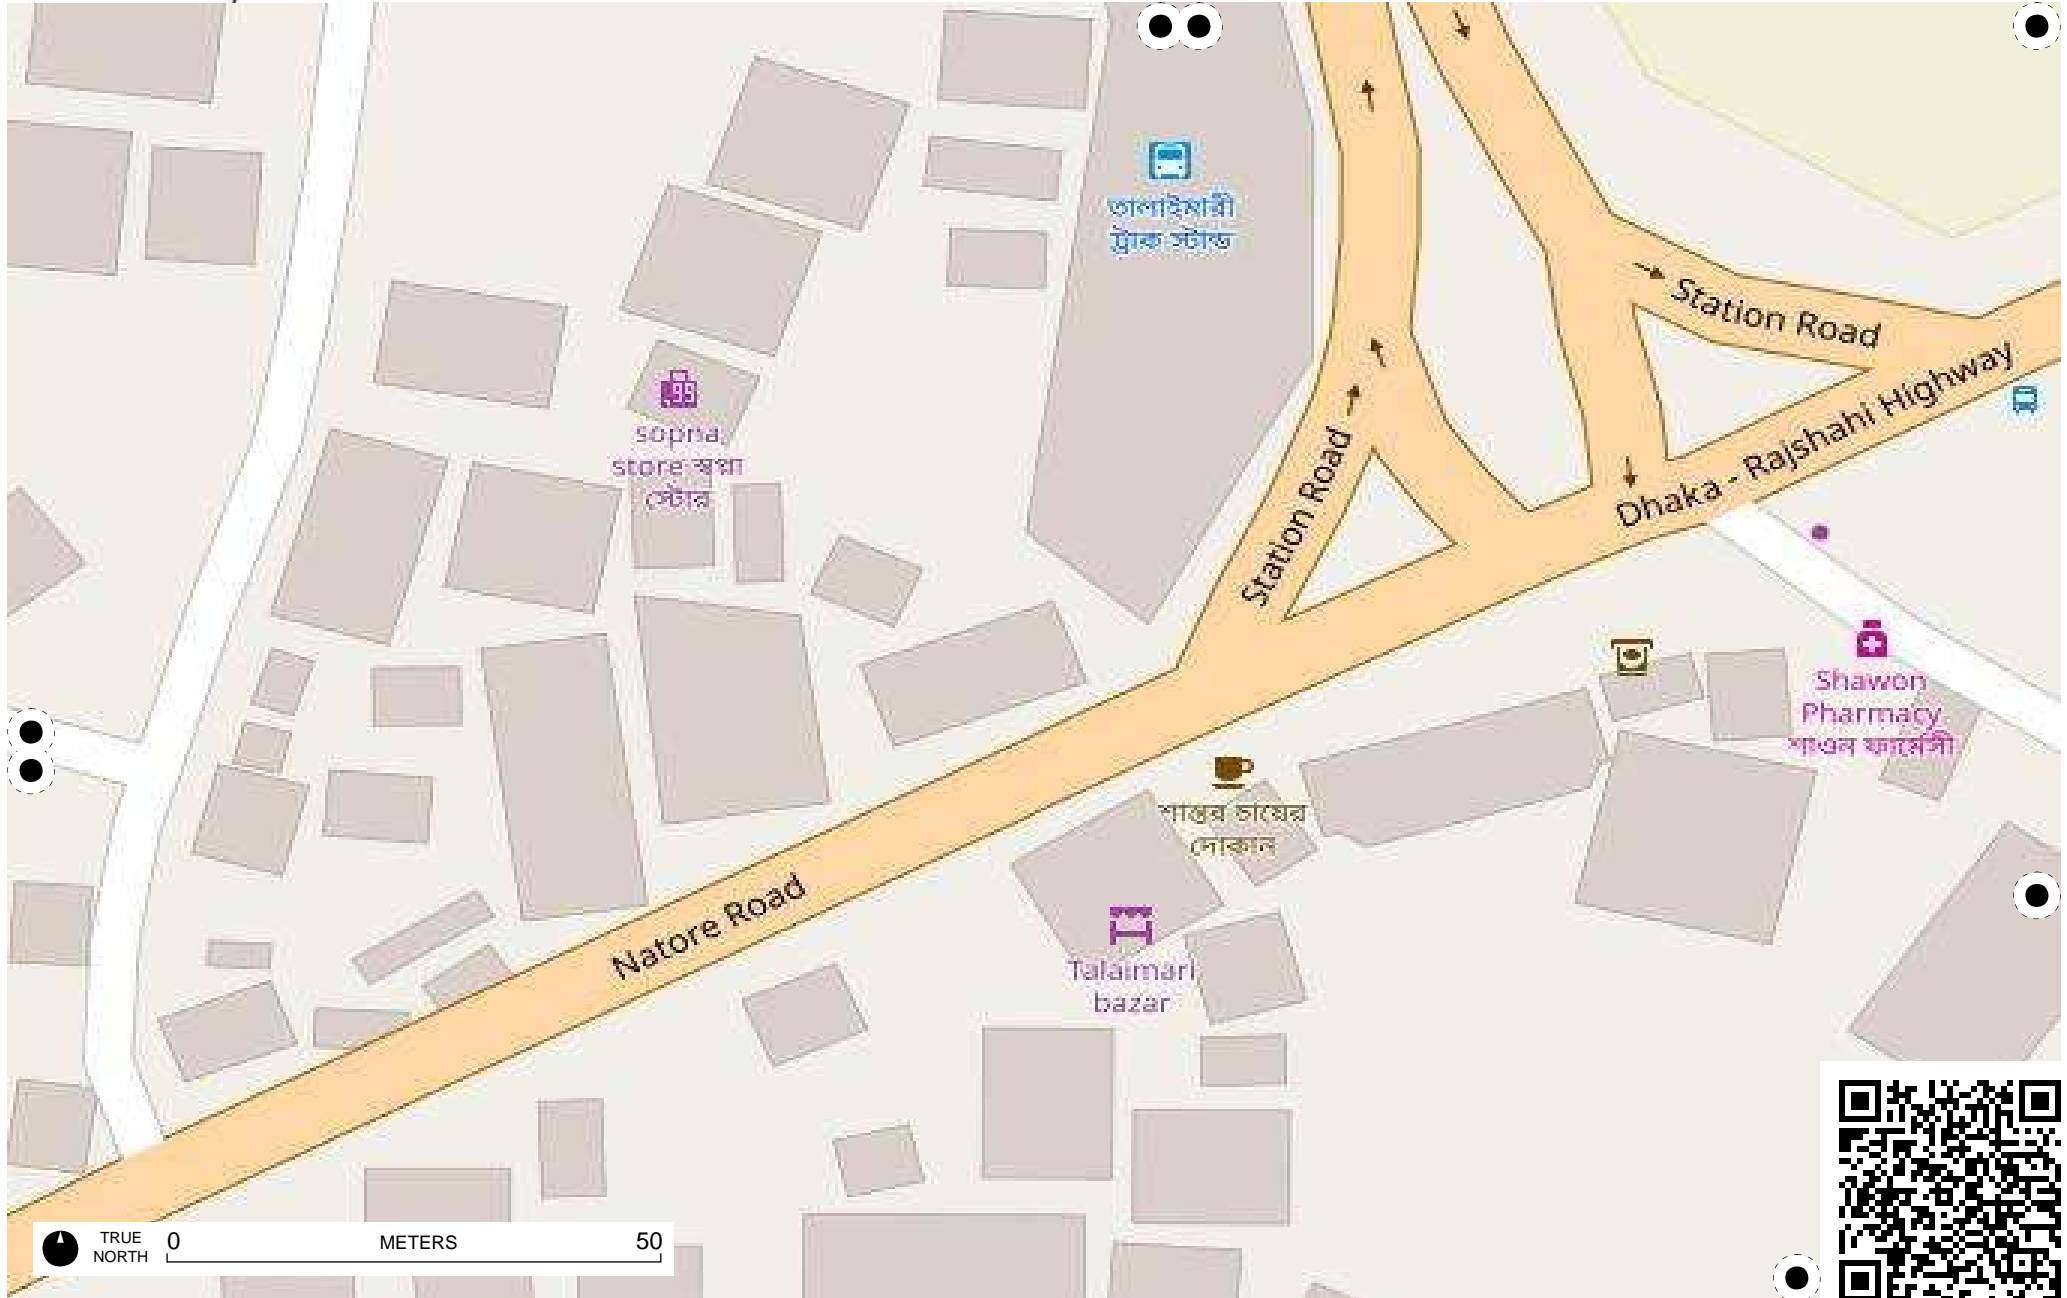 তালাইমারী
ট্রাক স্টান্ড
Station Road
Dhaka - Rajshahi Highway
sopna
store স্বপ্না
স্টোর
Station Road
Shawon
Pharmacy
শাওন ফার্মেসী
শান্তর চায়ের
দোকান
Natore Road
Talaimari
bazar
TRUE
NORTH
0 METERS 50